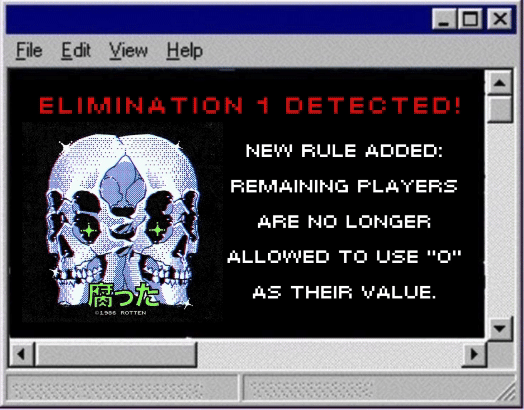 File Edit View Help
ELIMINATION 1 DETECTED!
NEW RULE ADDED:
REMAINING PLAYERS
ARE NO LONGER
ALLOWED TO USE "0"
AS THEIR VALUE.
腐った
©1986 ROTTEN